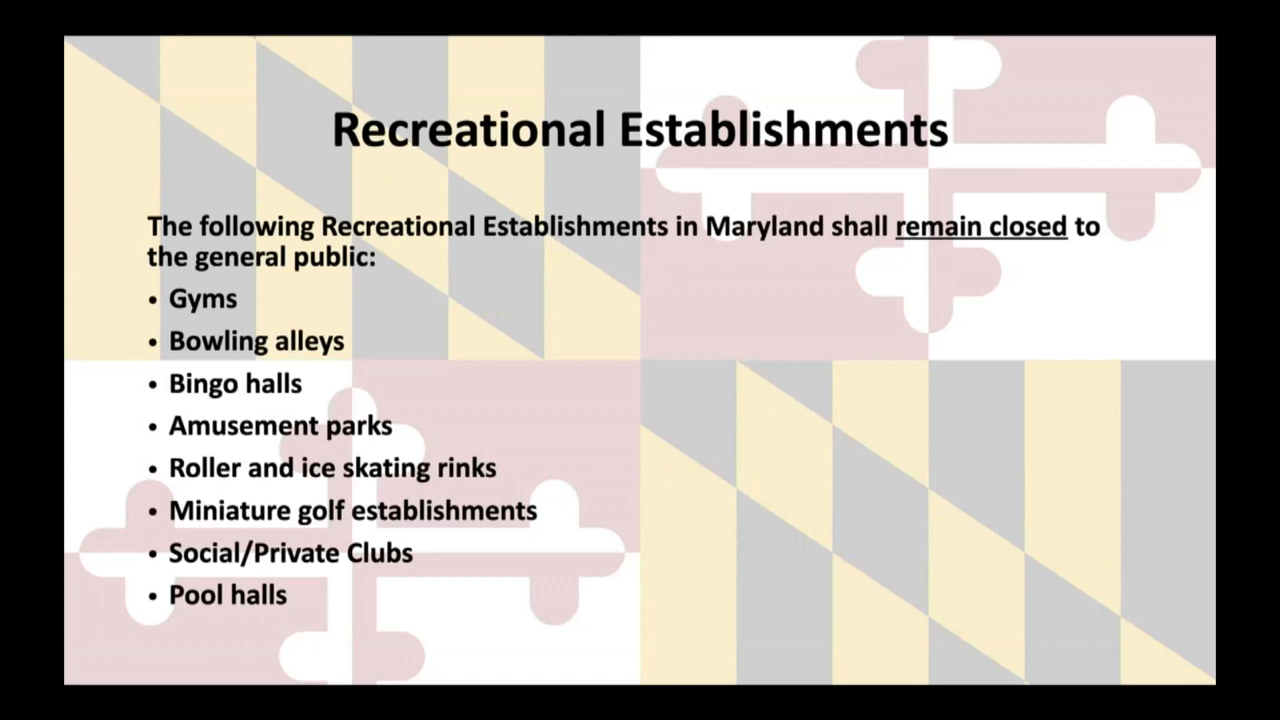 Recreational Establishments
The following Recreational Establishments in Maryland shall remain closed to
the general public:
• Gyms
• Bowling alleys
• Bingo halls
• Amusement parks
• Roller and ice skating rinks
• Miniature golf establishments
• Social/Private Clubs
• Pool halls